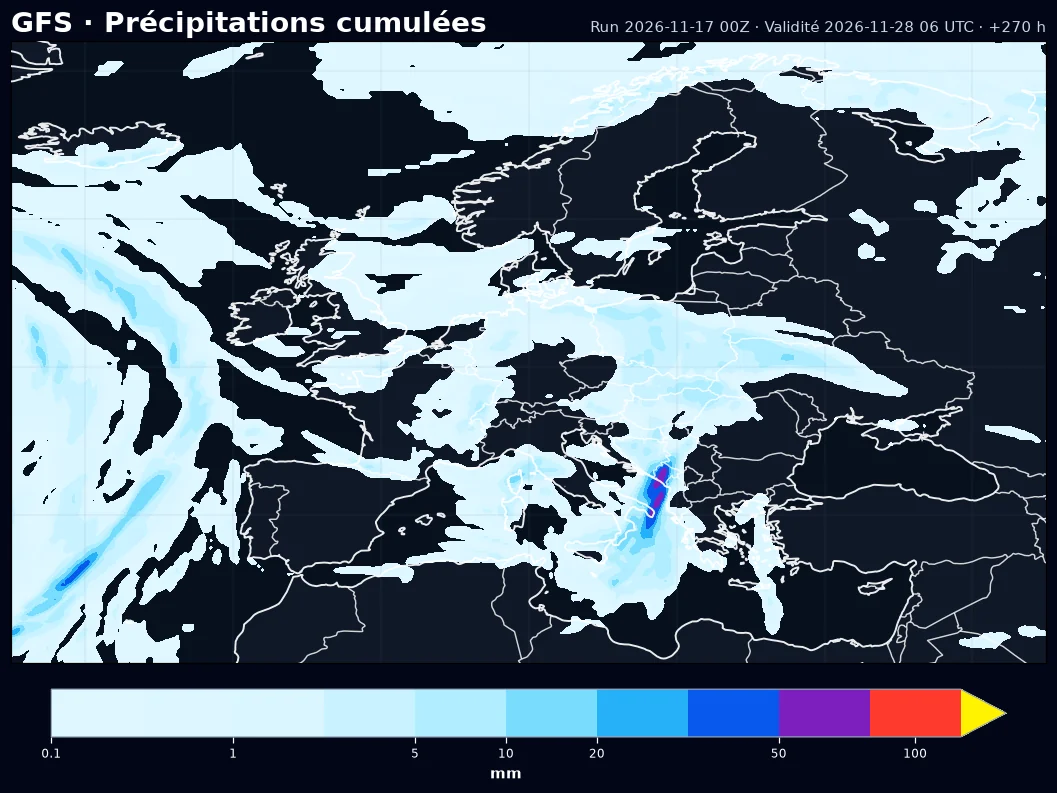 GFS · Précipitations cumulées
Run 2026-11-17 00Z · Validité 2026-11-28 06 UTC · +270 h
0.1 1 5 10 20 50 100
mm